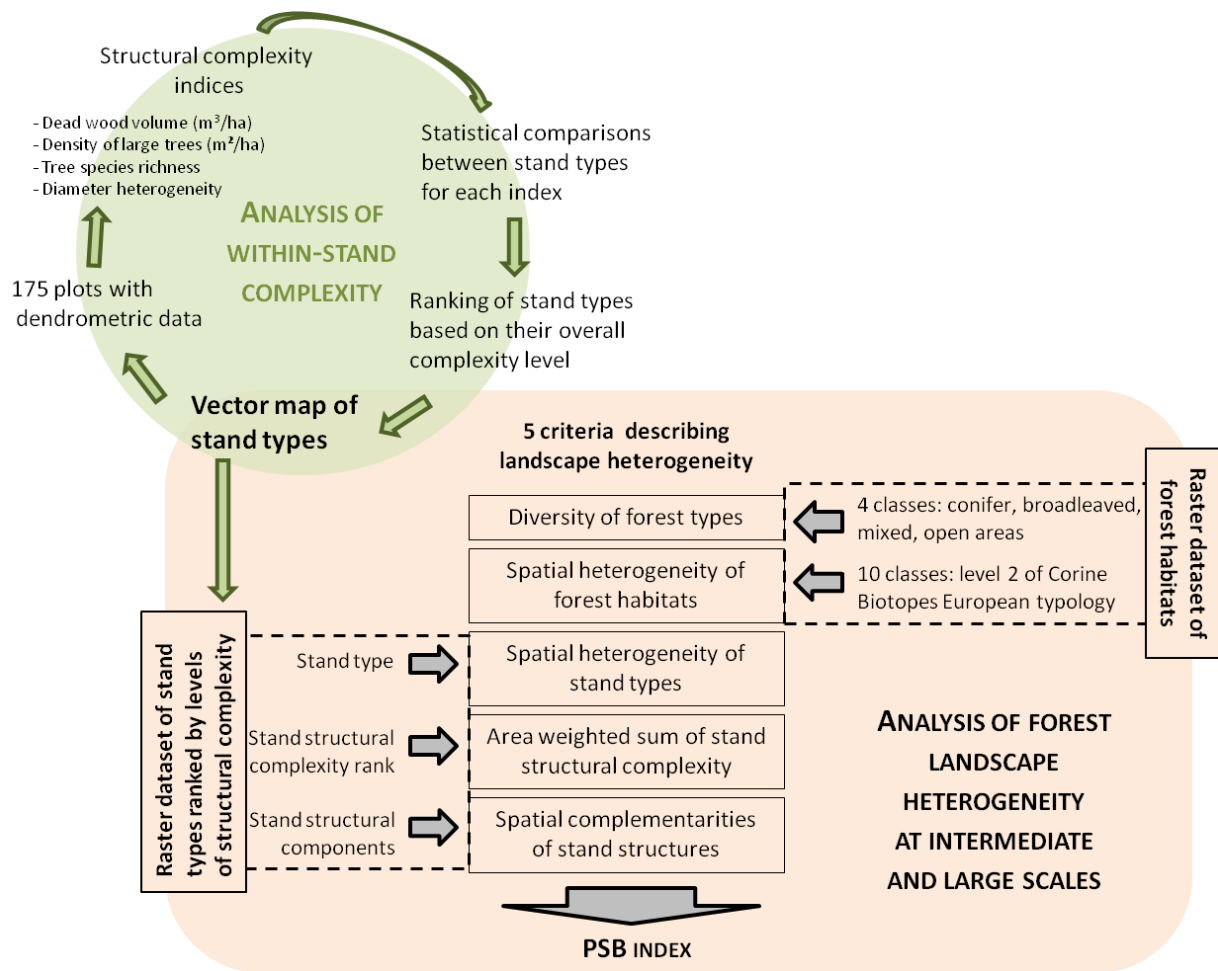 Structural complexity
indices
- Dead wood volume (m³/ha)
- Density of large trees (m²/ha)
- Tree species richness
- Diameter heterogeneity
Statistical comparisons
between stand types
for each index
ANALYSIS OF
WITHIN-STAND
COMPLEXITY
175 plots with
dendrometric data
Ranking of stand types
based on their overall
complexity level
Vector map of
stand types
5 criteria describing
landscape heterogeneity
Diversity of forest types
4 classes: conifer, broadleaved,
mixed, open areas
Spatial heterogeneity of
forest habitats
10 classes: level 2 of Corine
Biotopes European typology
Raster dataset of
forest habitats
Raster dataset of stand
types ranked by levels
of structural complexity
Stand type
Spatial heterogeneity of
stand types
Stand structural
complexity rank
Area weighted sum of stand
structural complexity
Stand structural
components
Spatial complementarities
of stand structures
ANALYSIS OF FOREST
LANDSCAPE
HETEROGENEITY
AT INTERMEDIATE
AND LARGE SCALES
PSB INDEX